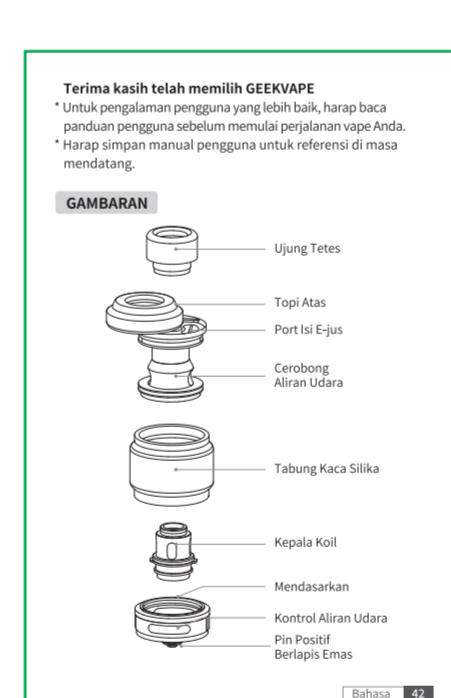 Terima kasih telah memilih GEEKVAPE
* Untuk pengalaman pengguna yang lebih baik, harap baca
panduan pengguna sebelum memulai perjalanan vape Anda.
* Harap simpan manual pengguna untuk referensi di masa
mendatang.
GAMBARAN
Ujung Tetes
Topi Atas
Port Isi E-jus
Cerobong
Aliran Udara
Tabung Kaca Silika
Kepala Koil
Mendasarkan
Kontrol Aliran Udara
Pin Positif
Berlapis Emas
Bahasa 42